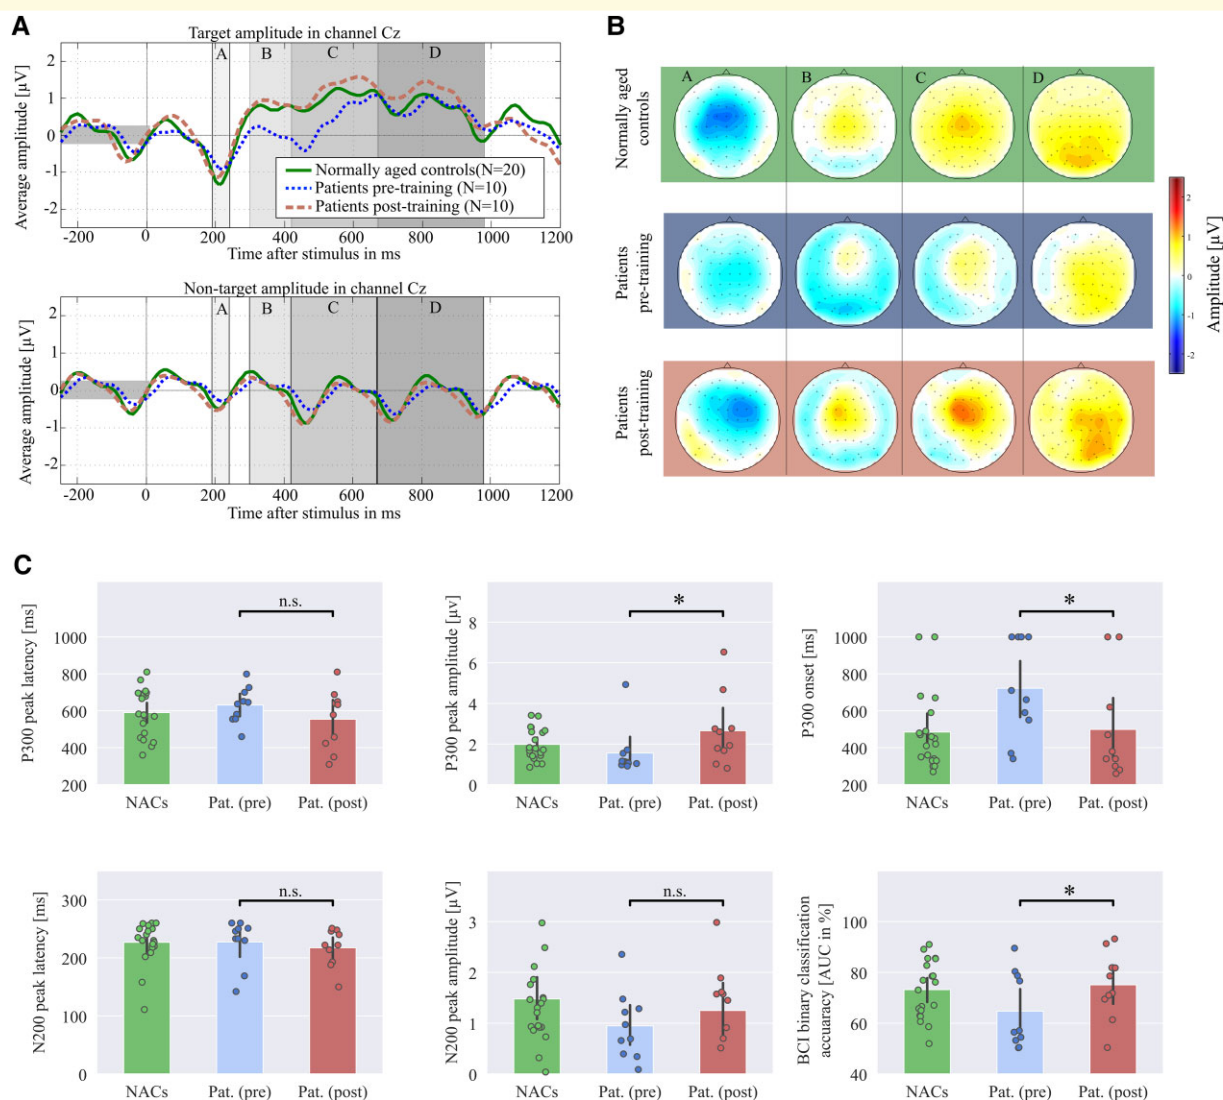 A
Target amplitude in channel Cz
A B C D
2
1
0
-1
-2
Average amplitude [µV]
Normally aged controls(N=20)
Patients pre-training (N=10)
Patients post-training (N=10)
-200 0 200 400 600 800 1000 1200
Time after stimulus in ms
Non-target amplitude in channel Cz
A B C D
2
1
0
-1
-2
Average amplitude [µV]
-200 0 200 400 600 800 1000 1200
Time after stimulus in ms
B
Normally aged
controls
A B C D
Patients
pre-training
Patients
post-training
2
1
0
-1
-2
Amplitude [µV]
C
P300 peak latency [ms]
1000
800
600
400
200
n.s.
NACs Pat. (pre) Pat. (post)
P300 peak amplitude [µv]
8
6
4
2
0
*
NACs Pat. (pre) Pat. (post)
P300 onset [ms]
1000
800
600
400
200
*
NACs Pat. (pre) Pat. (post)
N200 peak latency [ms]
300
200
100
0
n.s.
NACs Pat. (pre) Pat. (post)
N200 peak amplitude [µV]
3
2
1
0
n.s.
NACs Pat. (pre) Pat. (post)
BCI binary classification
accuaracy [AUC in %]
100
80
60
40
*
NACs Pat. (pre) Pat. (post)